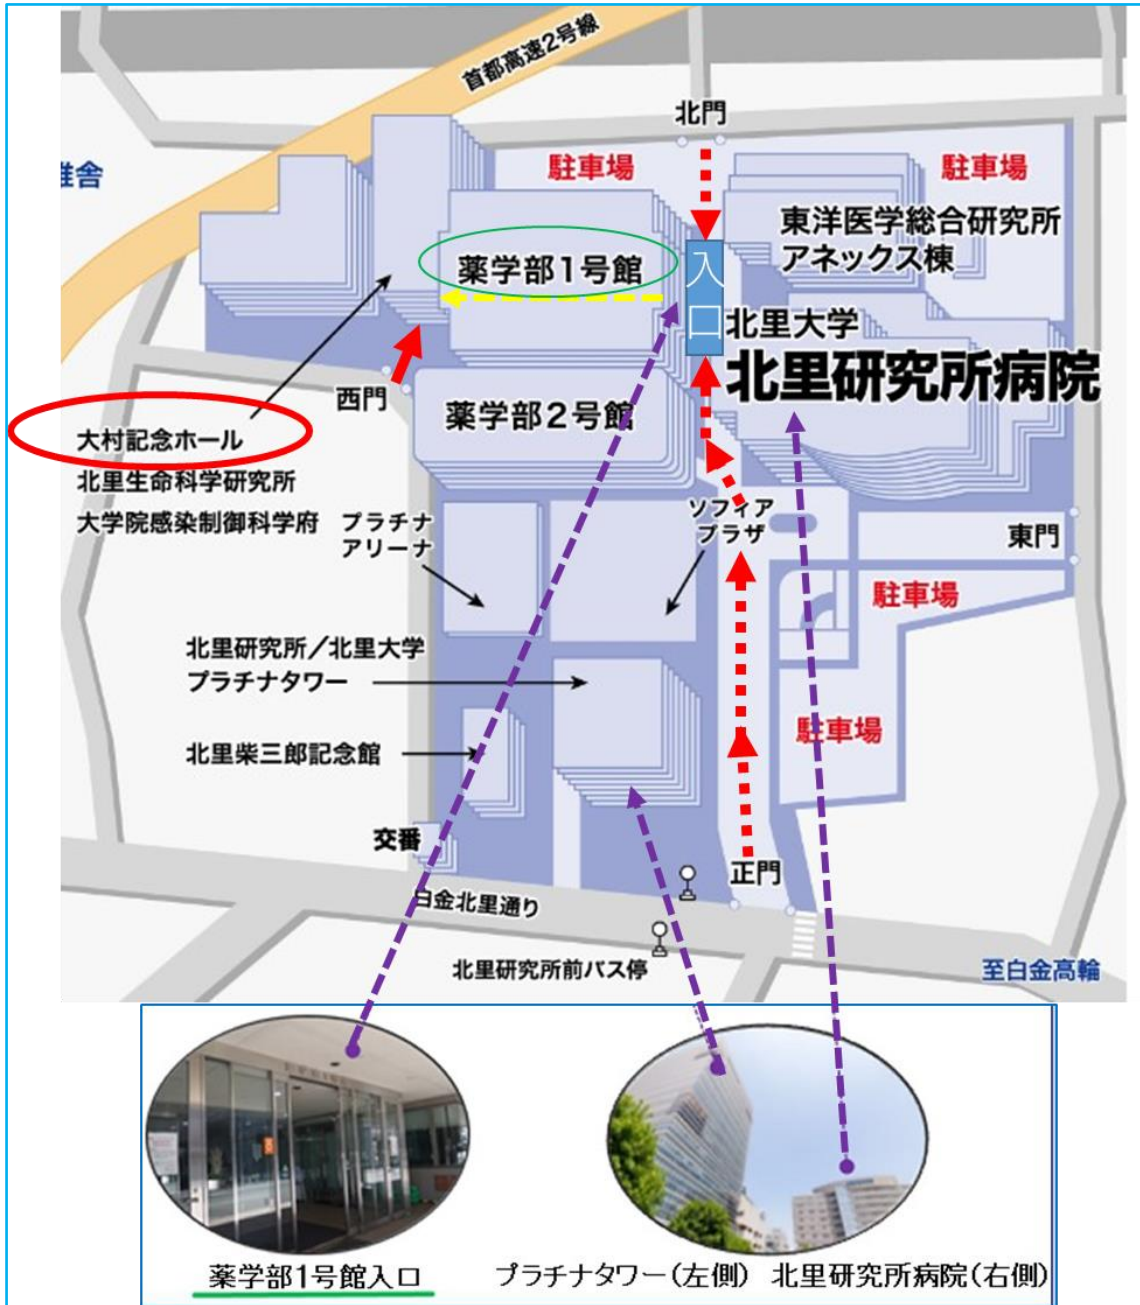 首都高速2号線
北門
駐車場
駐車場
雅舎
東洋医学総合研究所
アネックス棟
薬学部1号館
入口
北里大学
北里研究所病院
西門
薬学部2号館
大村記念ホール
北里生命科学研究所
大学院感染制御科学府
プラチナ
アリーナ
ソフィア
プラザ
東門
駐車場
北里研究所／北里大学
プラチナタワー
駐車場
北里柴三郎記念館
交番
正門
白金北里通り
北里研究所前バス停
至白金高輪
薬学部1号館入口
プラチナタワー(左側) 北里研究所病院(右側)